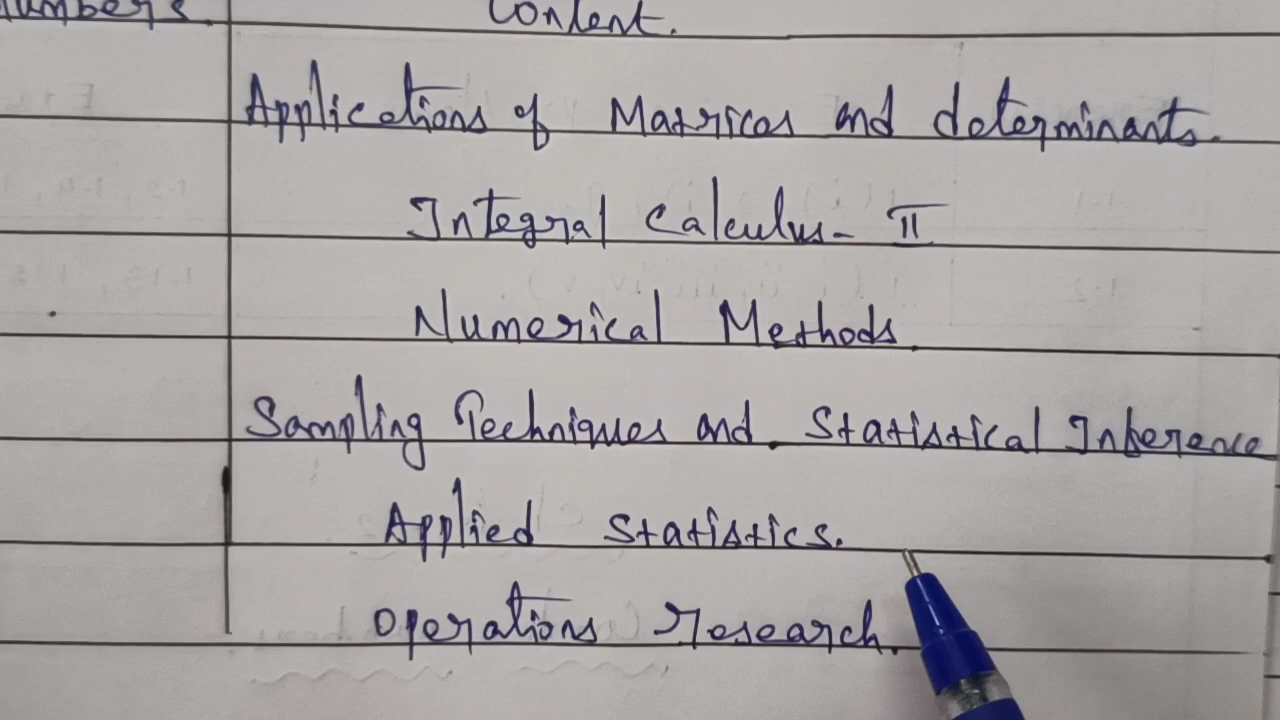 Numbers. Content.
Applications of Matrices and determinants.
Integral Calculus - II
Numerical Methods.
Sampling Techniques and Statistical Inference
Applied Statistics.
Operations Research.